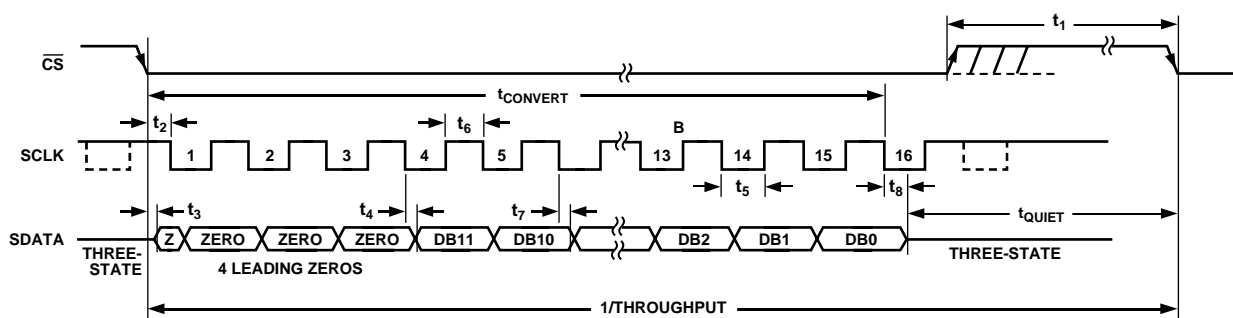 t1
CS
tCONVERT
t2
t6
B
SCLK
1 2 3 4 5 13 14 15 16
t5
t8
t3
t4
t7
tQUIET
SDATA
Z ZERO ZERO ZERO DB11 DB10 DB2 DB1 DB0
THREE-
STATE
4 LEADING ZEROS
THREE-STATE
1/THROUGHPUT